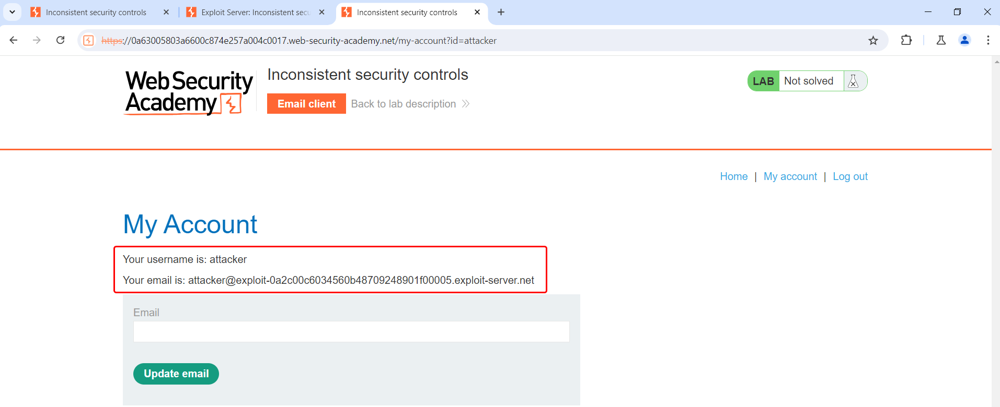 Inconsistent security controls
Exploit Server: Inconsistent secu
Inconsistent security controls
https://0a63005803a6600c874e257a004c0017.web-security-academy.net/my-account?id=attacker
Web Security
Academy
Inconsistent security controls
Email client Back to lab description
LAB Not solved
Home | My account | Log out
My Account
Your username is: attacker
Your email is: attacker@exploit-0a2c00c6034560b48709248901f00005.exploit-server.net
Email
Update email